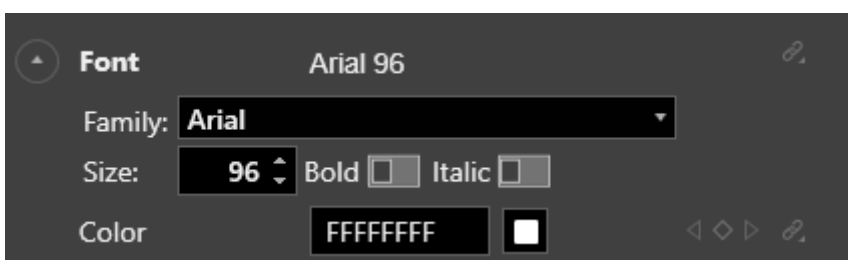 Font Arial 96
Family: Arial
Size: 96 Bold Italic
Color FFFFFFFF